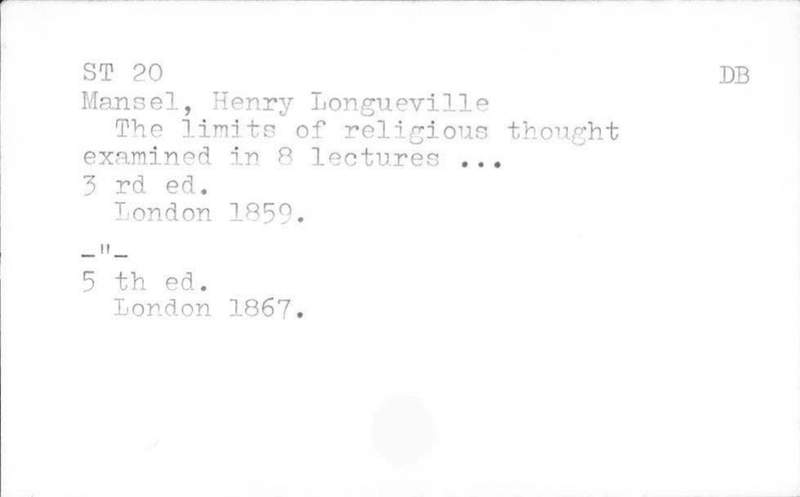 ST 20 DB
Mansel, Henry Longueville
The limits of religious thought
examined in 8 lectures ...
3 rd ed.
London 1859.
_"_
5 th ed.
London 1867.